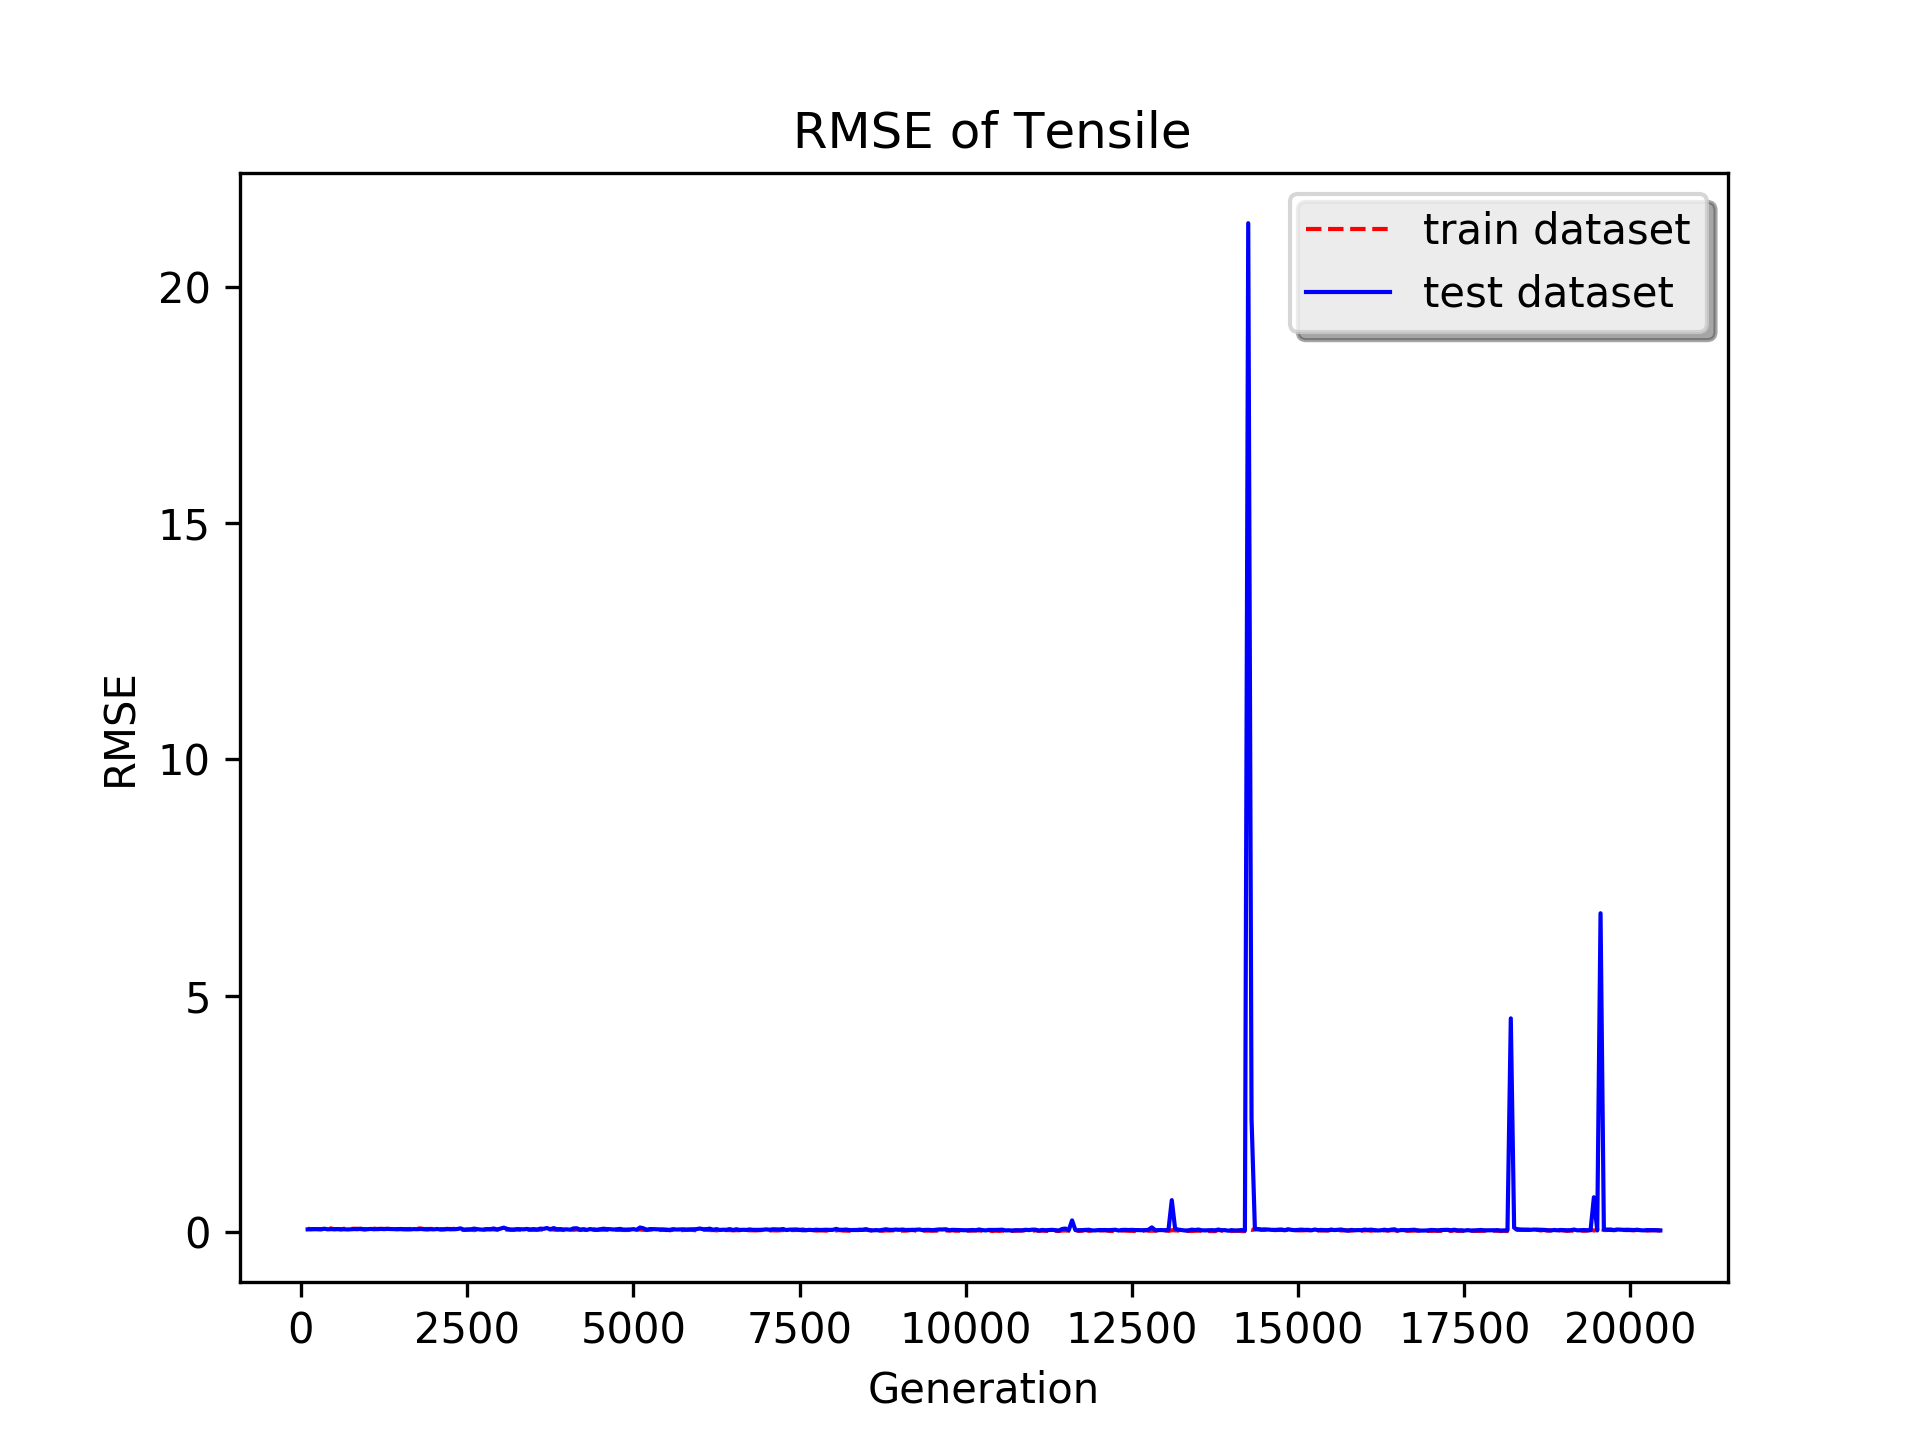 RMSE of Tensile
train dataset
test dataset
20
15
10
5
0
RMSE
0 2500 5000 7500 10000 12500 15000 17500 20000
Generation